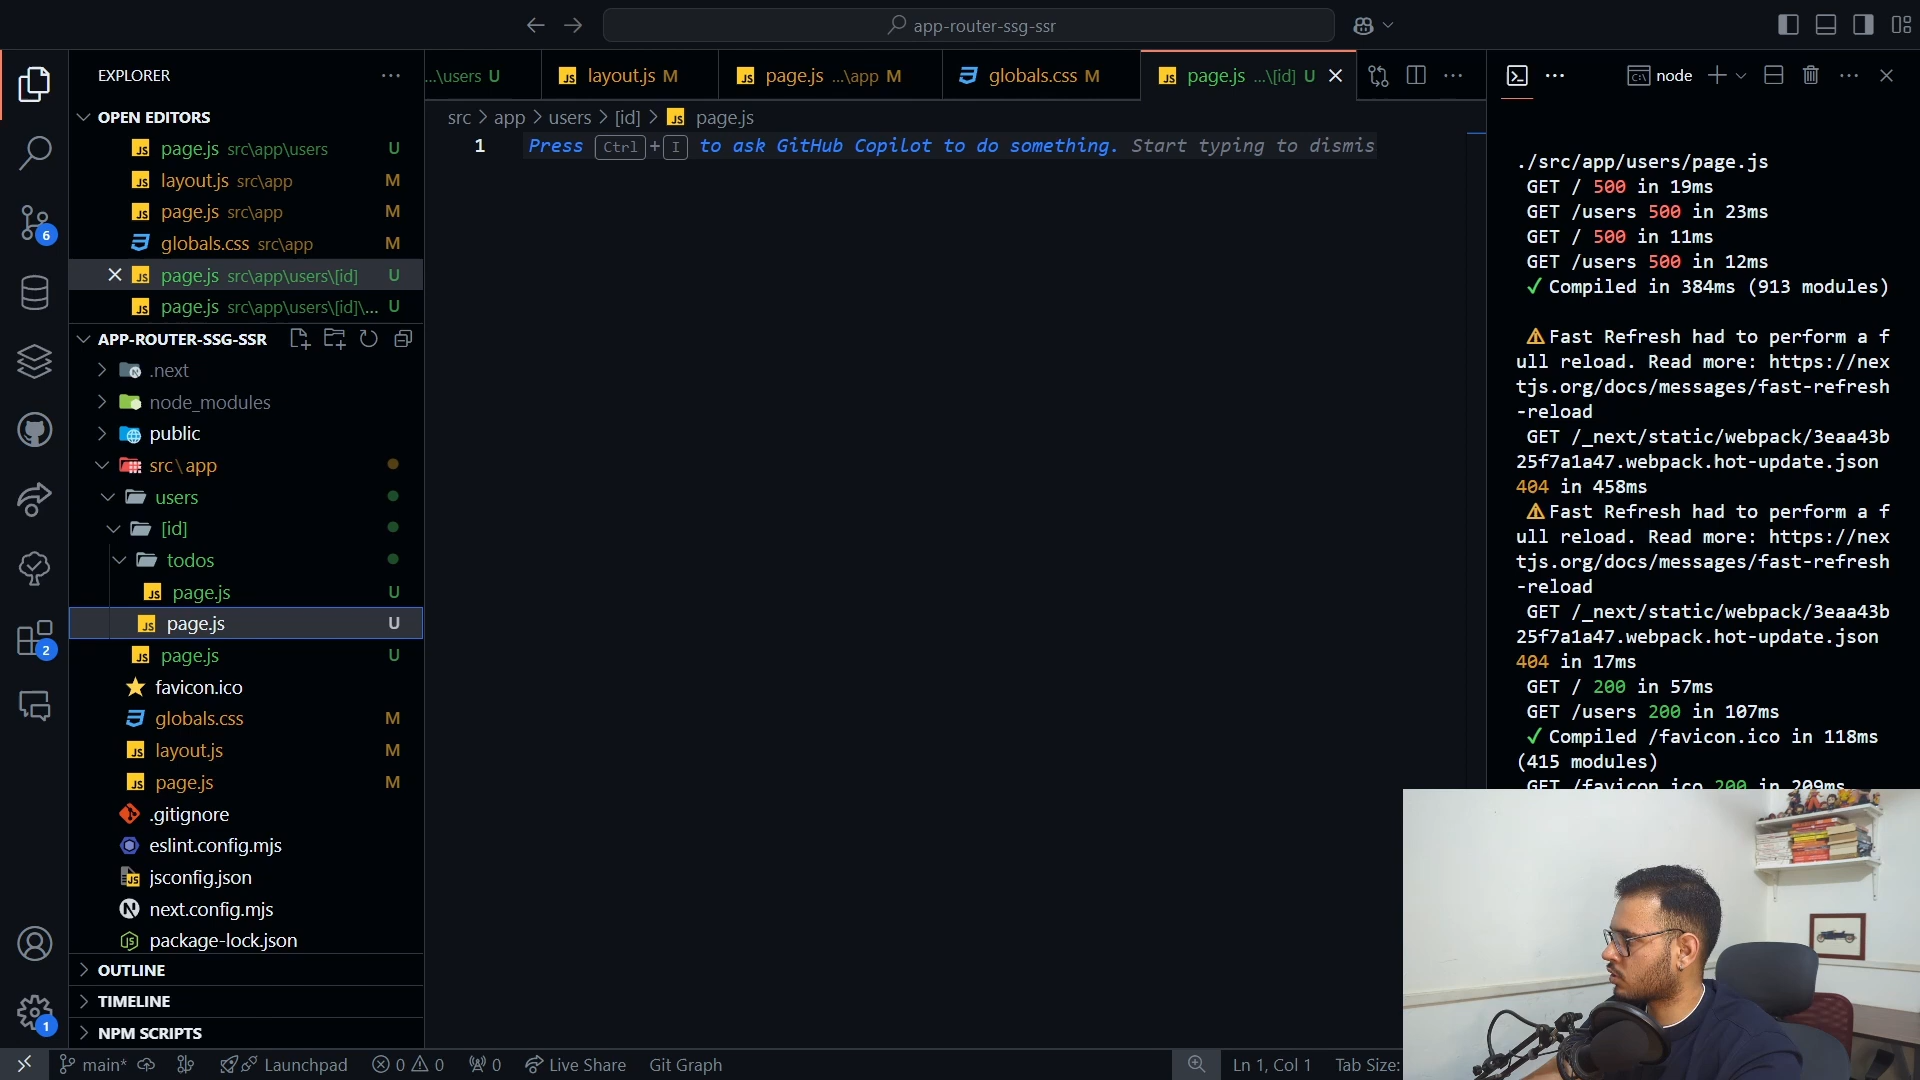 app-router-ssg-ssr
EXPLORER
OPEN EDITORS
page.js src\app\users U
layout.js src\app M
page.js src\app M
globals.css src\app M
page.js src\app\users\[id] U
page.js src\app\users\[id]\... U
APP-ROUTER-SSG-SSR
.next
node_modules
public
src\app
users
[id]
todos
page.js U
page.js U
page.js U
favicon.ico
globals.css M
layout.js M
page.js M
.gitignore
eslint.config.mjs
jsconfig.json
next.config.mjs
package-lock.json
OUTLINE
TIMELINE
NPM SCRIPTS
6
2
1
...\users U
layout.js M
page.js ...\app M
globals.css M
page.js ...\[id] U
src > app > users > [id] > page.js
1 Press Ctrl + I to ask GitHub Copilot to do something. Start typing to dismis
node
./src/app/users/page.js
GET / 500 in 19ms
GET /users 500 in 23ms
GET / 500 in 11ms
GET /users 500 in 12ms
✓ Compiled in 384ms (913 modules)
⚠ Fast Refresh had to perform a f
ull reload. Read more: https://nex
tjs.org/docs/messages/fast-refresh
-reload
GET /_next/static/webpack/3eaa43b
25f7a1a47.webpack.hot-update.json
404 in 458ms
⚠ Fast Refresh had to perform a f
ull reload. Read more: https://nex
tjs.org/docs/messages/fast-refresh
-reload
GET /_next/static/webpack/3eaa43b
25f7a1a47.webpack.hot-update.json
404 in 17ms
GET / 200 in 57ms
GET /users 200 in 107ms
✓ Compiled /favicon.ico in 118ms
(415 modules)
GET /favicon.ico 200 in 209ms
main* Launchpad 0 0 0 Live Share Git Graph Ln 1, Col 1 Tab Size: